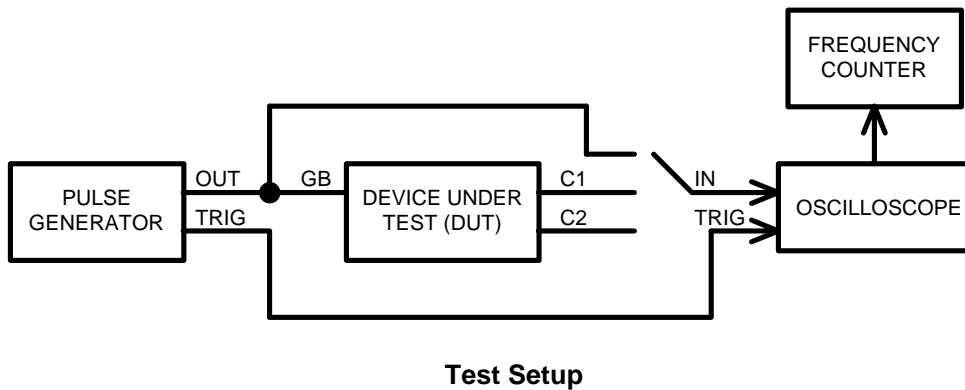 FREQUENCY
COUNTER
PULSE
GENERATOR
OUT
TRIG
GB
DEVICE UNDER
TEST (DUT)
C1
C2
IN
TRIG
OSCILLOSCOPE
Test Setup